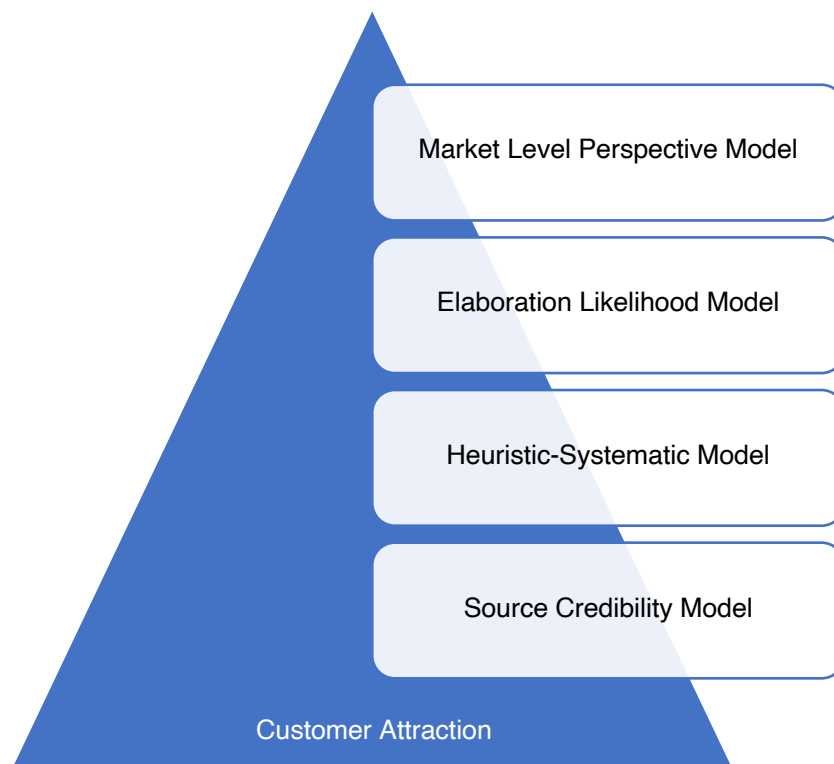 Market Level Perspective Model
Elaboration Likelihood Model
Heuristic-Systematic Model
Source Credibility Model
Customer Attraction